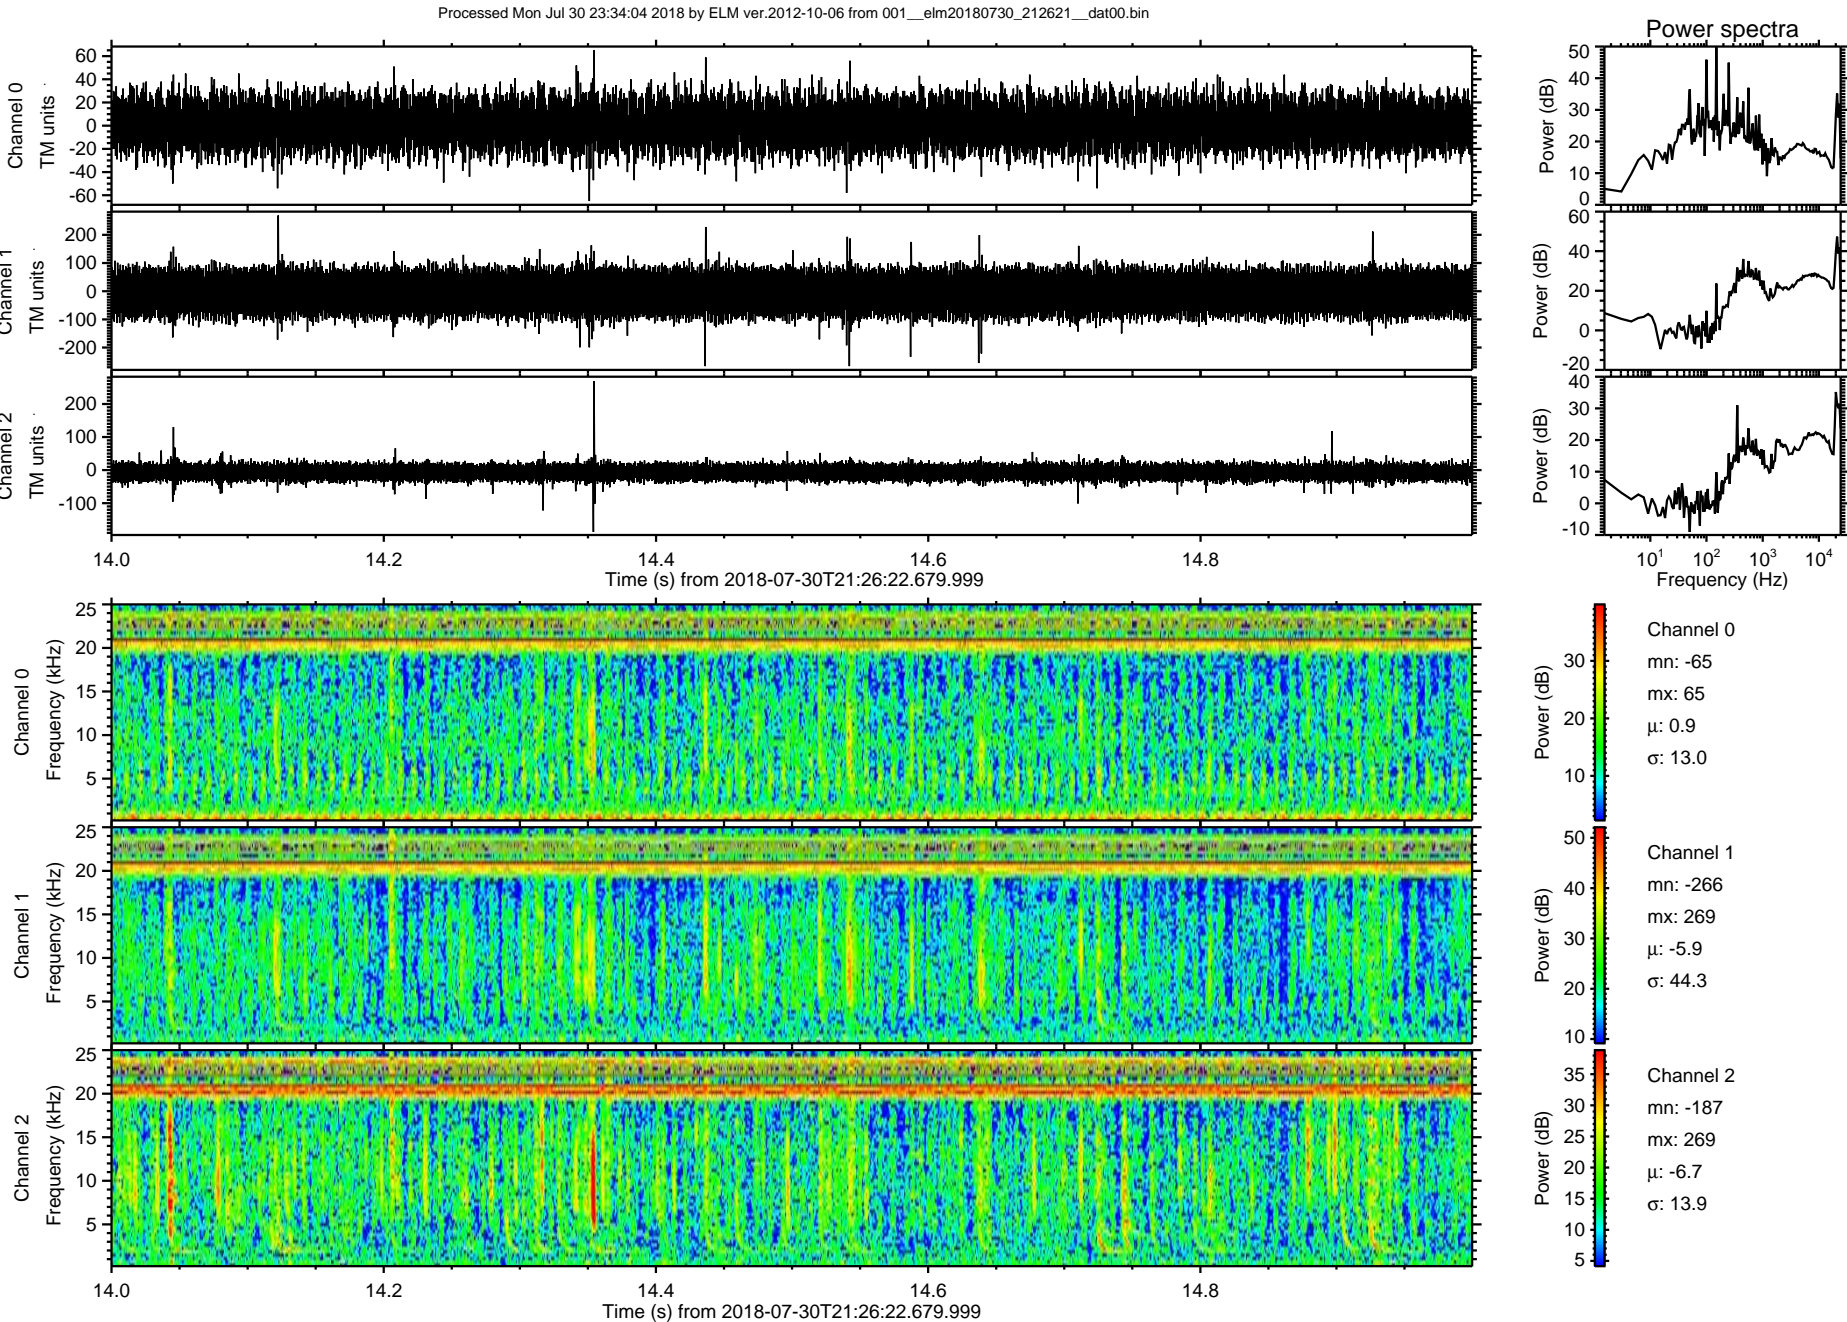 Processed Mon Jul 30 23:34:04 2018 by ELM ver.2012-10-06 from 001__elm20180730_212621__dat00.bin
Power spectra
Channel 0
TM units
60
40
20
0
-20
-40
-60
Power (dB)
50
40
30
20
10
0
Channel 1
TM units
200
100
0
-100
-200
Power (dB)
60
40
20
0
-20
Channel 2
TM units
200
100
0
-100
Power (dB)
40
30
20
10
0
-10
14.0 14.2 14.4 14.6 14.8
Time (s) from 2018-07-30T21:26:22.679.999
10^1 10^2 10^3 10^4
Frequency (Hz)
Channel 0
Frequency (kHz)
25
20
15
10
5
Power (dB)
30
20
10
Channel 0
mn: -65
mx: 65
μ: 0.9
σ: 13.0
Channel 1
Frequency (kHz)
25
20
15
10
5
Power (dB)
50
40
30
20
10
Channel 1
mn: -266
mx: 269
μ: -5.9
σ: 44.3
Channel 2
Frequency (kHz)
25
20
15
10
5
Power (dB)
35
30
25
20
15
10
5
Channel 2
mn: -187
mx: 269
μ: -6.7
σ: 13.9
14.0 14.2 14.4 14.6 14.8
Time (s) from 2018-07-30T21:26:22.679.999